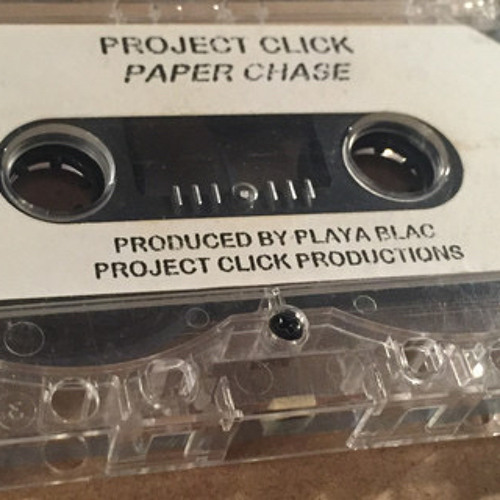 PROJECT CLICK
PAPER CHASE
PRODUCED BY PLAYA BLAC
PROJECT CLICK PRODUCTIONS